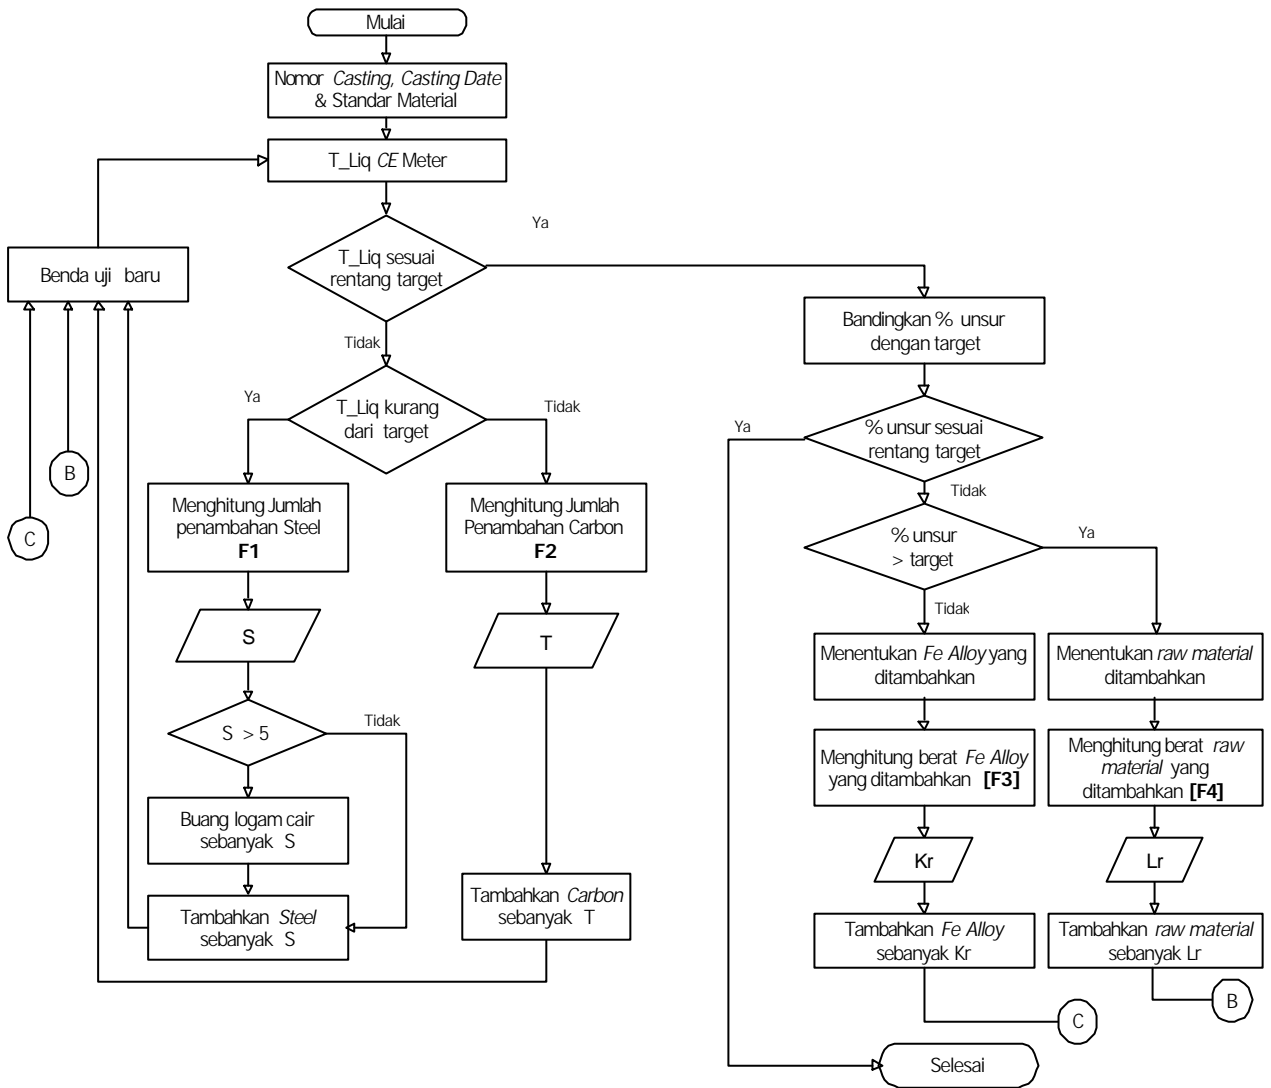 Mulai
Nomor Casting, Casting Date
& Standar Material
T_Liq CE Meter
Ya
Benda uji baru
T_Liq sesuai
rentang target
Bandingkan % unsur
dengan target
Tidak
Ya
T_Liq kurang
dari target
Tidak
Ya
% unsur sesuai
rentang target
B
C
Menghitung Jumlah
penambahan Steel
F1
Menghitung Jumlah
Penambahan Carbon
F2
Tidak
% unsur
> target
Ya
Tidak
S
T
Menentukan Fe Alloy yang
ditambahkan
Menentukan raw material
ditambahkan
S > 5
Tidak
Menghitung berat Fe Alloy
yang ditambahkan [F3]
Menghitung berat raw
material yang
ditambahkan [F4]
Buang logam cair
sebanyak S
Kr
Lr
Tambahkan Steel
sebanyak S
Tambahkan Carbon
sebanyak T
Tambahkan Fe Alloy
sebanyak Kr
Tambahkan raw material
sebanyak Lr
B
C
Selesai